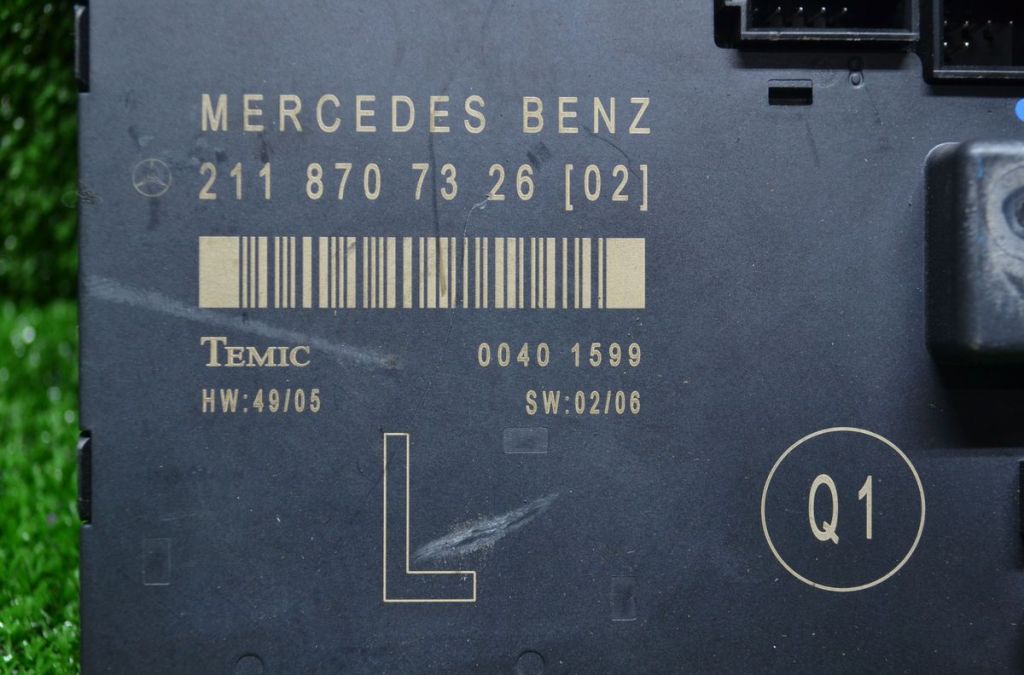 MERCEDES BENZ
211 870 73 26 [02]
TEMIC 0040 1599
HW:49/05 SW:02/06
L
Q1